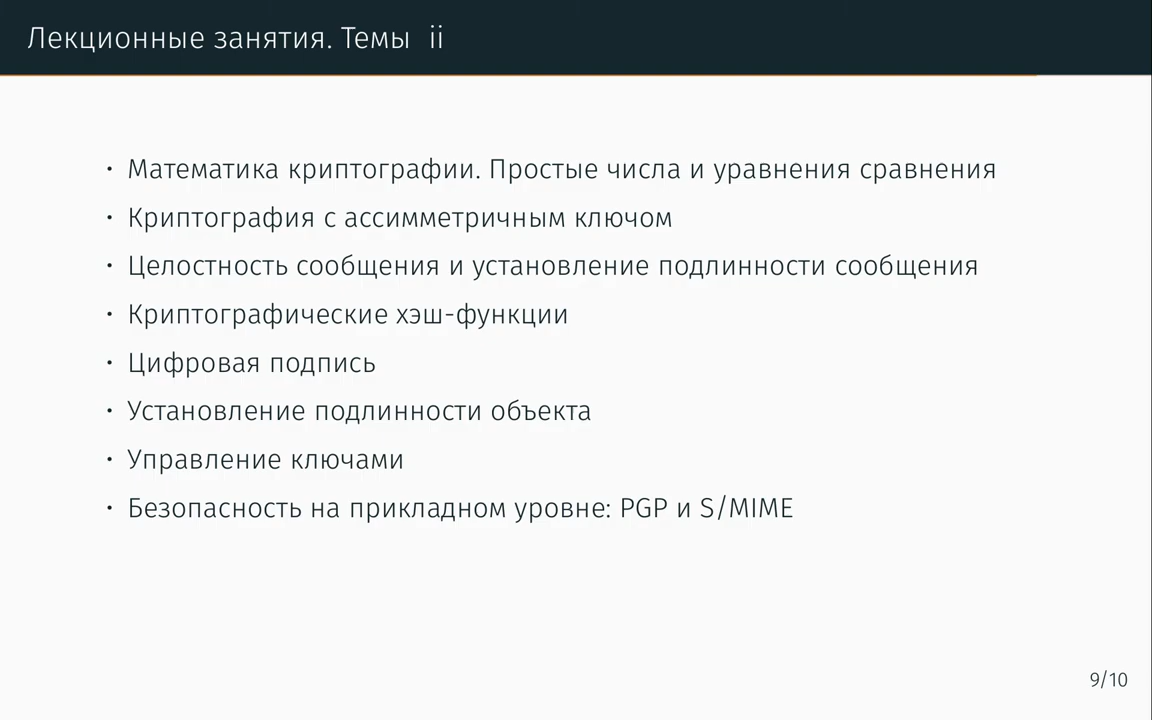 Лекционные занятия. Темы ii
• Математика криптографии. Простые числа и уравнения сравнения
• Криптография с ассимметричным ключом
• Целостность сообщения и установление подлинности сообщения
• Криптографические хэш-функции
• Цифровая подпись
• Установление подлинности объекта
• Управление ключами
• Безопасность на прикладном уровне: PGP и S/MIME
9/10